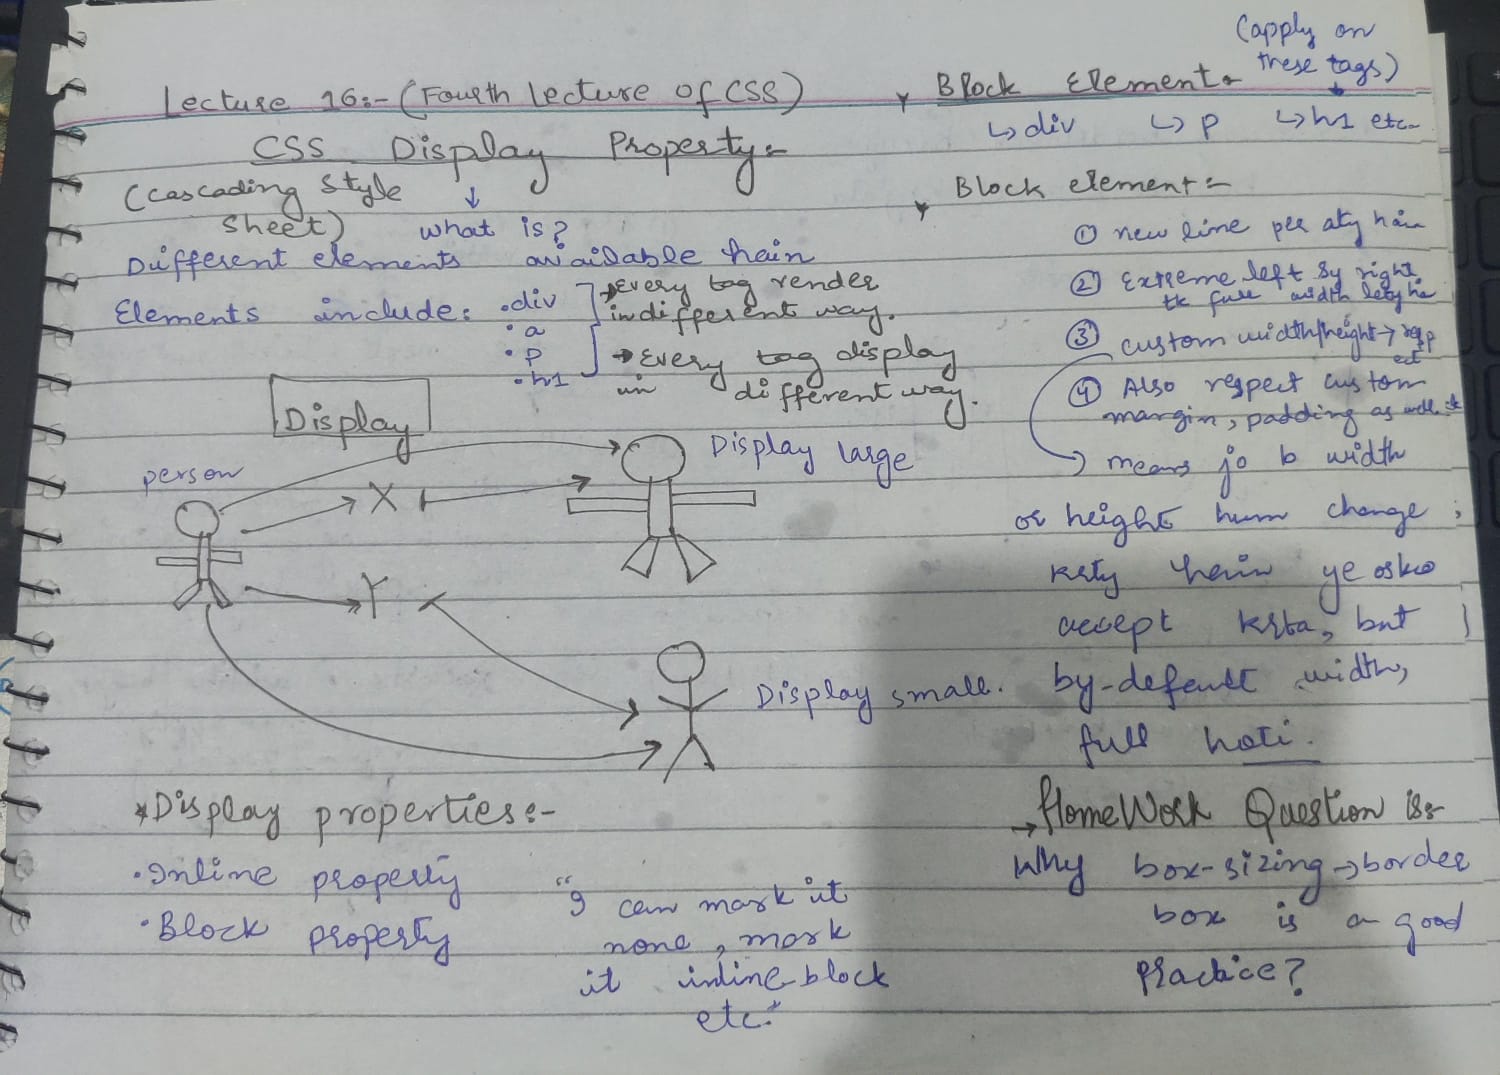 Lecture 16:- (Fourth Lecture of CSS)
CSS Display Property:-
(Cascading Style
Sheet)
what is?
Different elements available hain
Elements include:
• div
• a
• p
• h1
→ Every tag render
in different way.
→ Every tag display
in different way.
Display
person
X
Y
Display large
Display small.
* Display properties:-
• Inline property
• Block property
"I can mark it
none, mark
it inline block
etc."
(apply on
these tags)
Block Element:-
↳ div ↳ p ↳ h1 etc-
Block element:-
① new line per aty hain
② Extreme left sy right
tk full width lety ha
③ custom width/height → resp
ect
④ Also respect custom
margin, padding as well
→ means jo b width
or height hum change
krty hain ye osko
accept krta, but
by-default width,
full hoti.
→ HomeWork Question is:-
Why box-sizing → border
box is a good
practice?